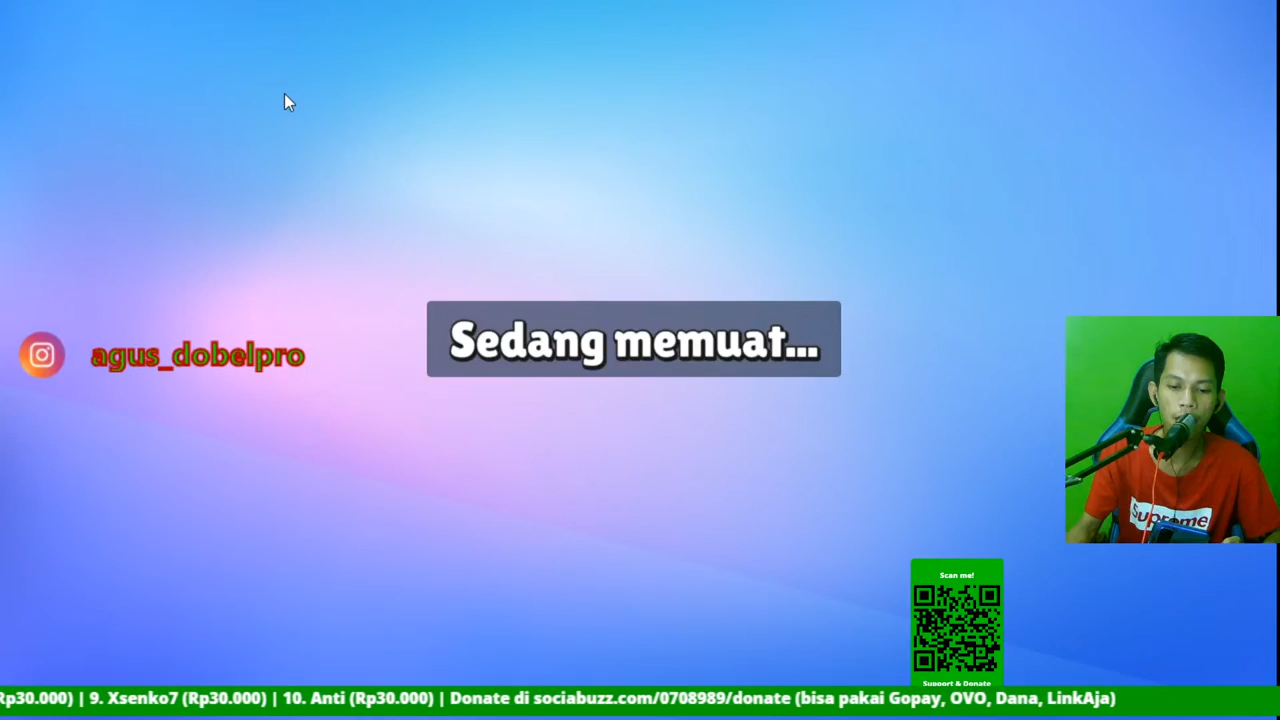 Sedang memuat...
agus_dobelpro
Supreme
Scan me!
Support & Donate
Rp30.000) | 9. Xsenko7 (Rp30.000) | 10. Anti (Rp30.000) | Donate di sociabuzz.com/0708989/donate (bisa pakai Gopay, OVO, Dana, LinkAja)